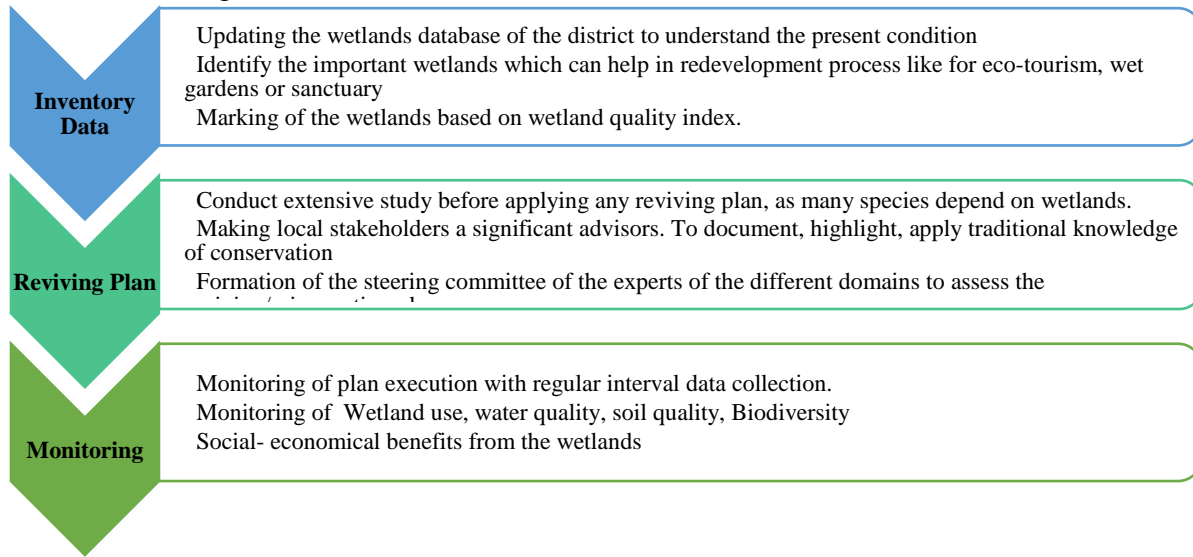 Inventory
Data
Updating the wetlands database of the district to understand the present condition
Identify the important wetlands which can help in redevelopment process like for eco-tourism, wet
gardens or sanctuary
Marking of the wetlands based on wetland quality index.
Reviving Plan
Conduct extensive study before applying any reviving plan, as many species depend on wetlands.
Making local stakeholders a significant advisors. To document, highlight, apply traditional knowledge
of conservation
Formation of the steering committee of the experts of the different domains to assess the
Monitoring
Monitoring of plan execution with regular interval data collection.
Monitoring of Wetland use, water quality, soil quality, Biodiversity
Social- economical benefits from the wetlands